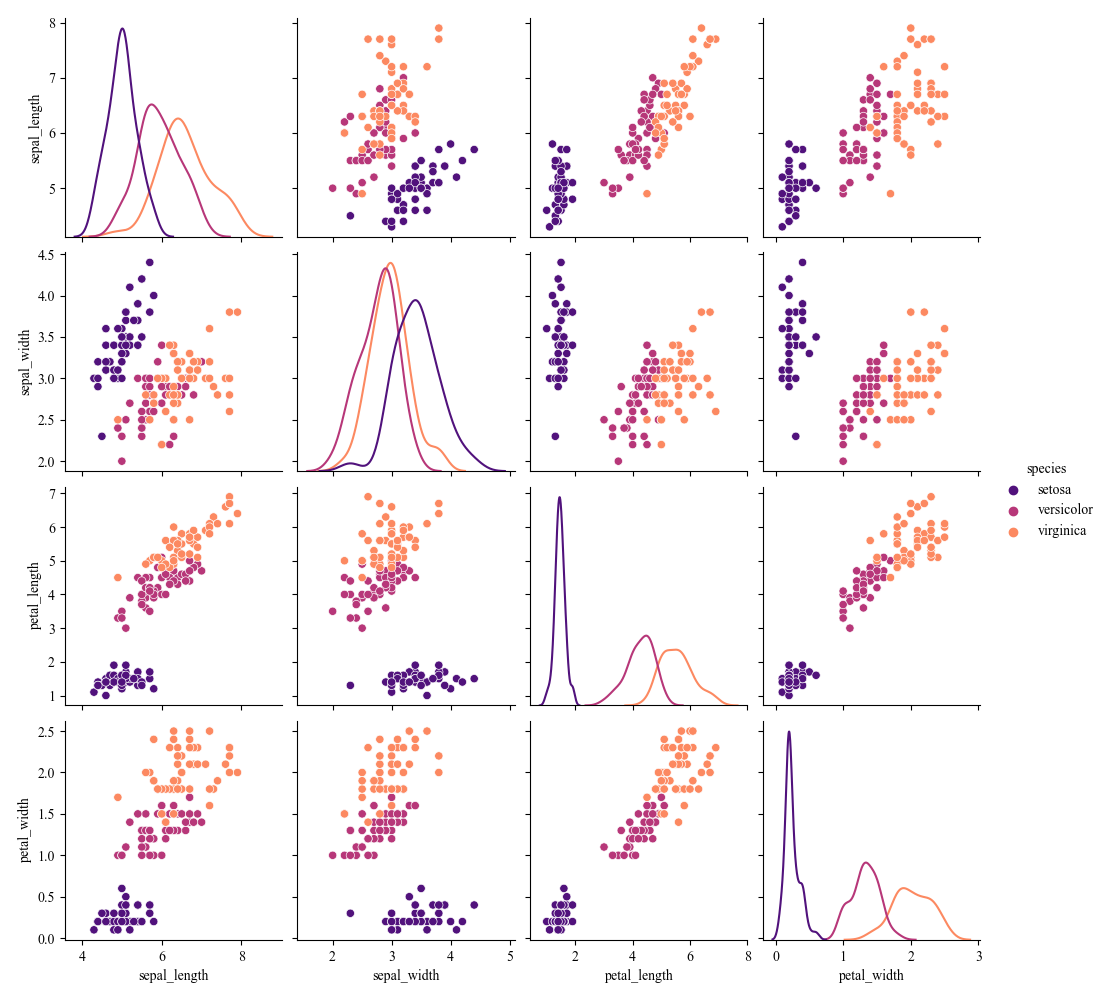 8
7
6
5
sepal_length
4.5
4.0
3.5
3.0
2.5
2.0
sepal_width
7
6
5
4
3
2
1
petal_length
2.5
2.0
1.5
1.0
0.5
0.0
petal_width
4 6 8
sepal_length
2 3 4 5
sepal_width
2 4 6 8
petal_length
0 1 2 3
petal_width
species
setosa
versicolor
virginica